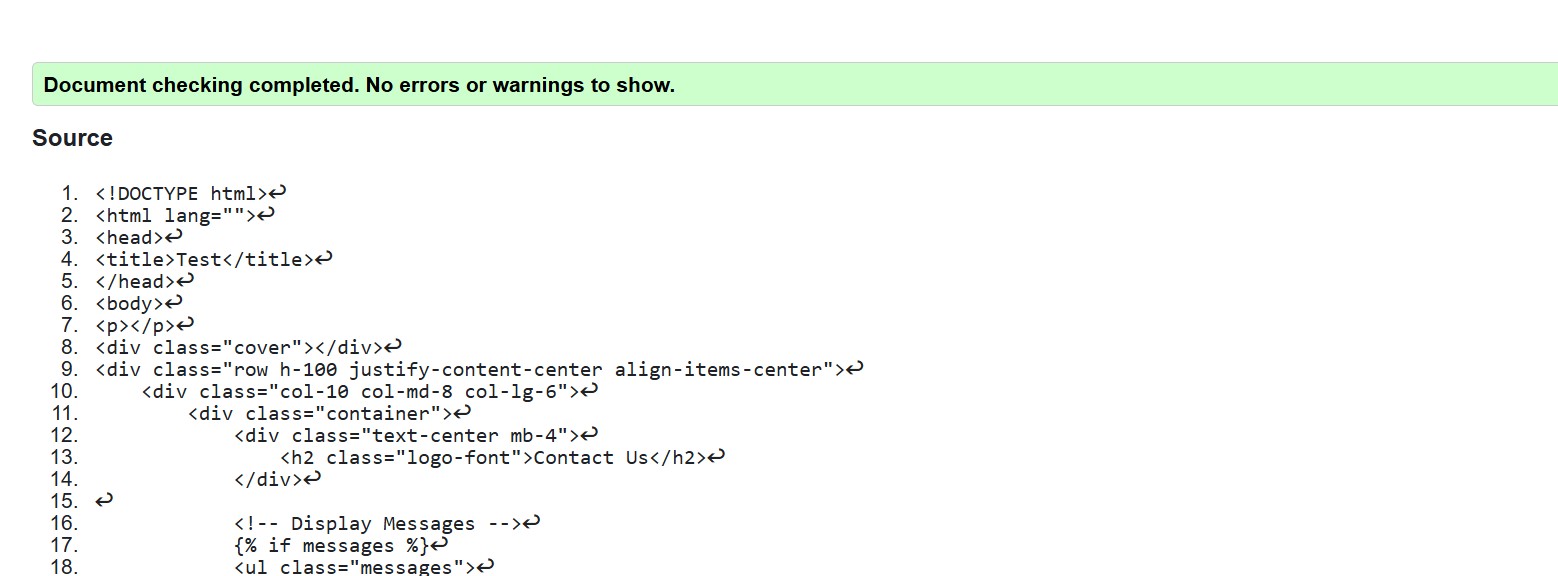 Document checking completed. No errors or warnings to show.
Source
1. <!DOCTYPE html>↩
2. <html lang="">↩
3. <head>↩
4. <title>Test</title>↩
5. </head>↩
6. <body>↩
7. <p></p>↩
8. <div class="cover"></div>↩
9. <div class="row h-100 justify-content-center align-items-center">↩
10.     <div class="col-10 col-md-8 col-lg-6">↩
11.         <div class="container">↩
12.             <div class="text-center mb-4">↩
13.                 <h2 class="logo-font">Contact Us</h2>↩
14.             </div>↩
15. ↩
16.             <!-- Display Messages -->↩
17.             {% if messages %}↩
18.             <ul class="messages">↩